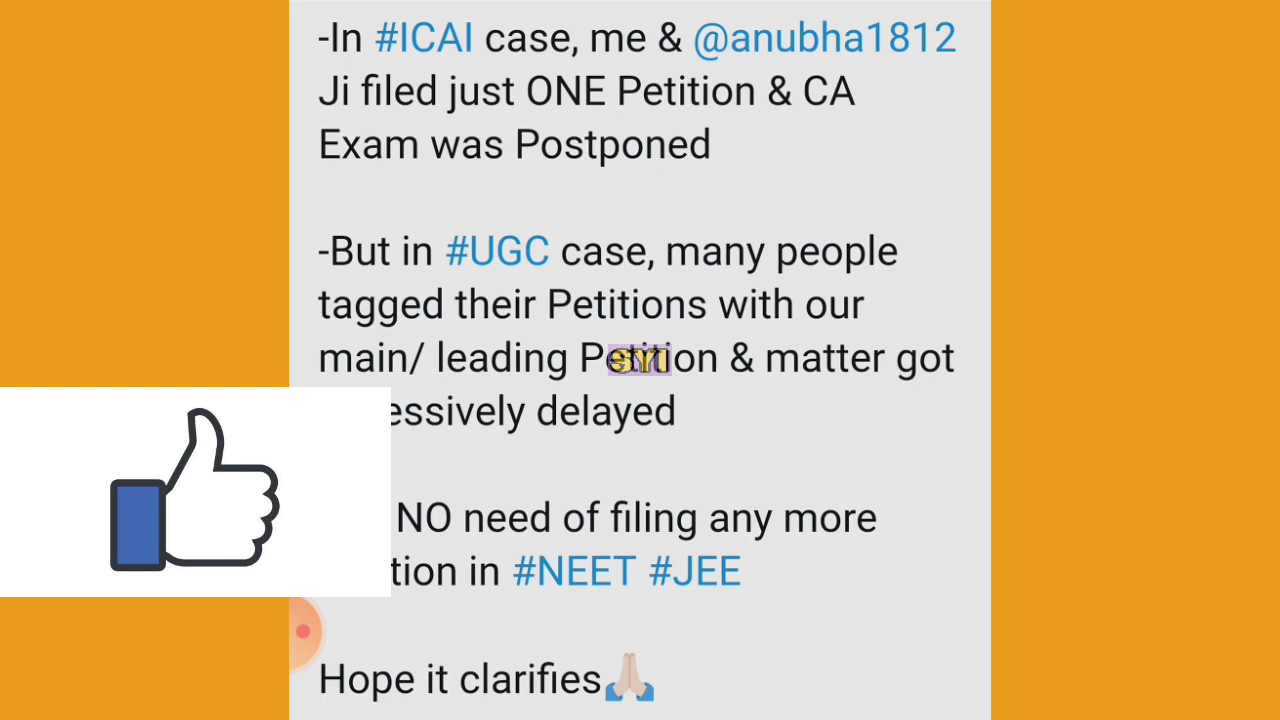 -In #ICAI case, me & @anubha1812
Ji filed just ONE Petition & CA
Exam was Postponed
-But in #UGC case, many people
tagged their Petitions with our
main/ leading Petition & matter got
essively delayed
NO need of filing any more
tion in #NEET #JEE
Hope it clarifies🙏🏻